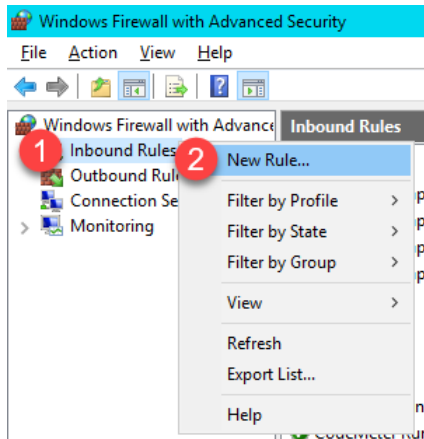 Windows Firewall with Advanced Security
File Action View Help
Windows Firewall with Advance
Inbound Rules
1 Inbound Rules
2 New Rule...
Outbound Rul
Connection Se
Monitoring
Filter by Profile
Filter by State
Filter by Group
View
Refresh
Export List...
Help